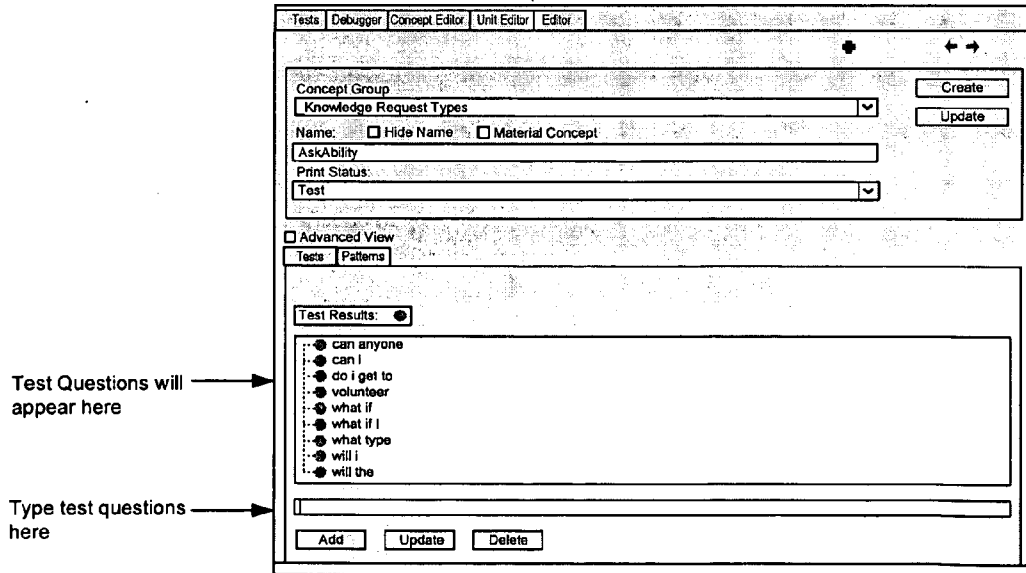 Tests Debugger Concept Editor Unit Editor Editor
Concept Group
Create
Knowledge Request Types
Update
Name: Hide Name Material Concept
AskAbility
Print Status:
Test
Advanced View
Tests Patterns
Test Results:
can anyone
can I
do i get to
volunteer
what if
what if I
what type
will i
will the
Test Questions will
appear here
Type test questions
here
Add Update Delete